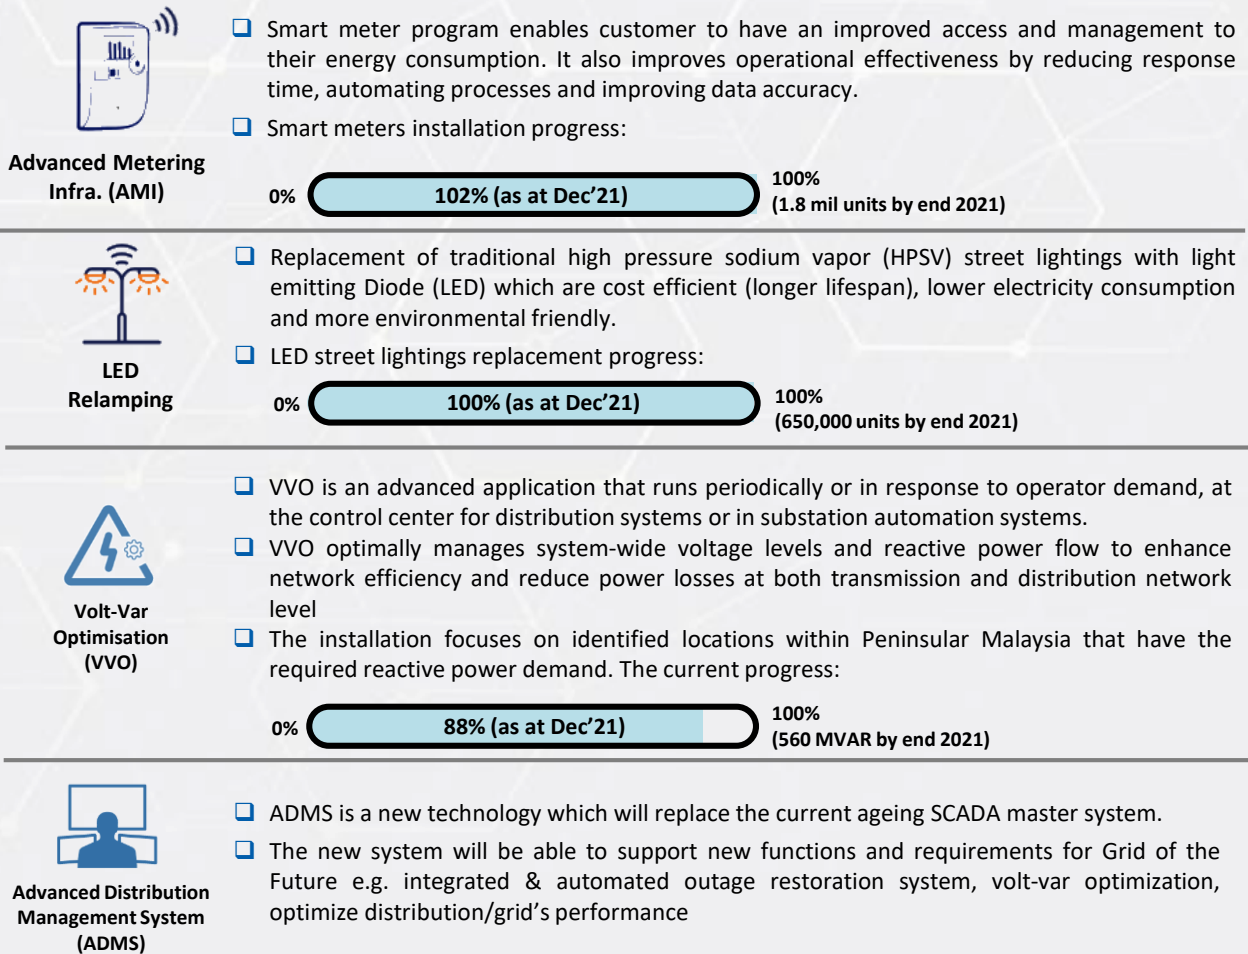 Smart meter program enables customer to have an improved access and management to
their energy consumption. It also improves operational effectiveness by reducing response
time, automating processes and improving data accuracy.
Smart meters installation progress:
Advanced Metering
Infra. (AMI)
0%
102% (as at Dec'21)
100%
(1.8 mil units by end 2021)
Replacement of traditional high pressure sodium vapor (HPSV) street lightings with light
emitting Diode (LED) which are cost efficient (longer lifespan), lower electricity consumption
and more environmental friendly.
LED street lightings replacement progress:
LED
Relamping
0%
100% (as at Dec'21)
100%
(650,000 units by end 2021)
VVO is an advanced application that runs periodically or in response to operator demand, at
the control center for distribution systems or in substation automation systems.
VVO optimally manages system-wide voltage levels and reactive power flow to enhance
network efficiency and reduce power losses at both transmission and distribution network
level
The installation focuses on identified locations within Peninsular Malaysia that have the
required reactive power demand. The current progress:
Volt-Var
Optimisation
(VVO)
0%
88% (as at Dec'21)
100%
(560 MVAR by end 2021)
ADMS is a new technology which will replace the current ageing SCADA master system.
The new system will be able to support new functions and requirements for Grid of the
Future e.g. integrated & automated outage restoration system, volt-var optimization,
optimize distribution/grid's performance
Advanced Distribution
Management System
(ADMS)